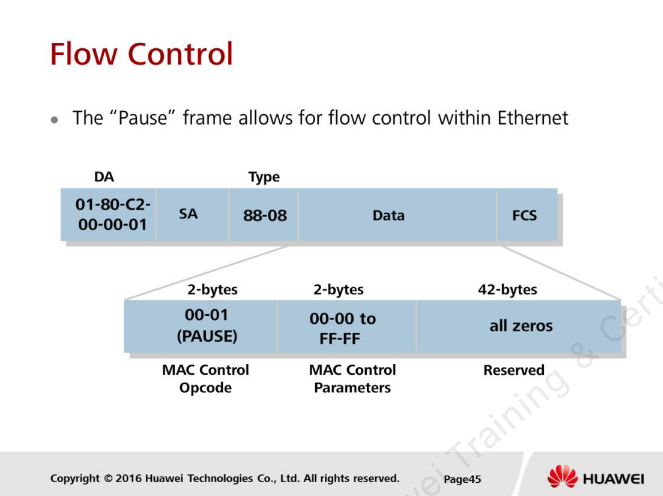 Flow Control
● The “Pause” frame allows for flow control within Ethernet
DA
Type
01-80-C2-
00-00-01
SA
88-08
Data
FCS
2-bytes
2-bytes
42-bytes
00-01
(PAUSE)
00-00 to
FF-FF
all zeros
MAC Control
Opcode
MAC Control
Parameters
Reserved
Training &
Copyright © 2016 Huawei Technologies Co., Ltd. All rights reserved.
Page45
HUAWEI